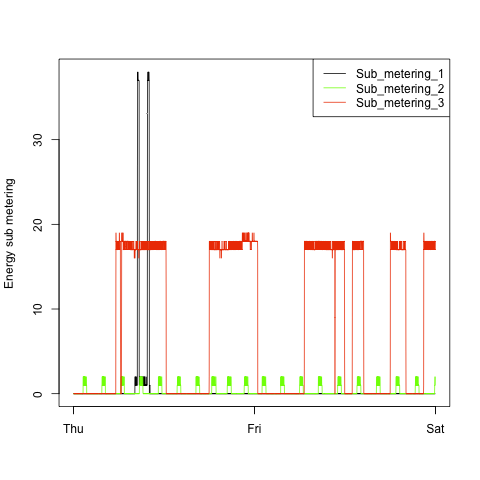 Sub_metering_1
Sub_metering_2
Sub_metering_3
Energy sub metering
30
20
10
0
Thu Fri Sat